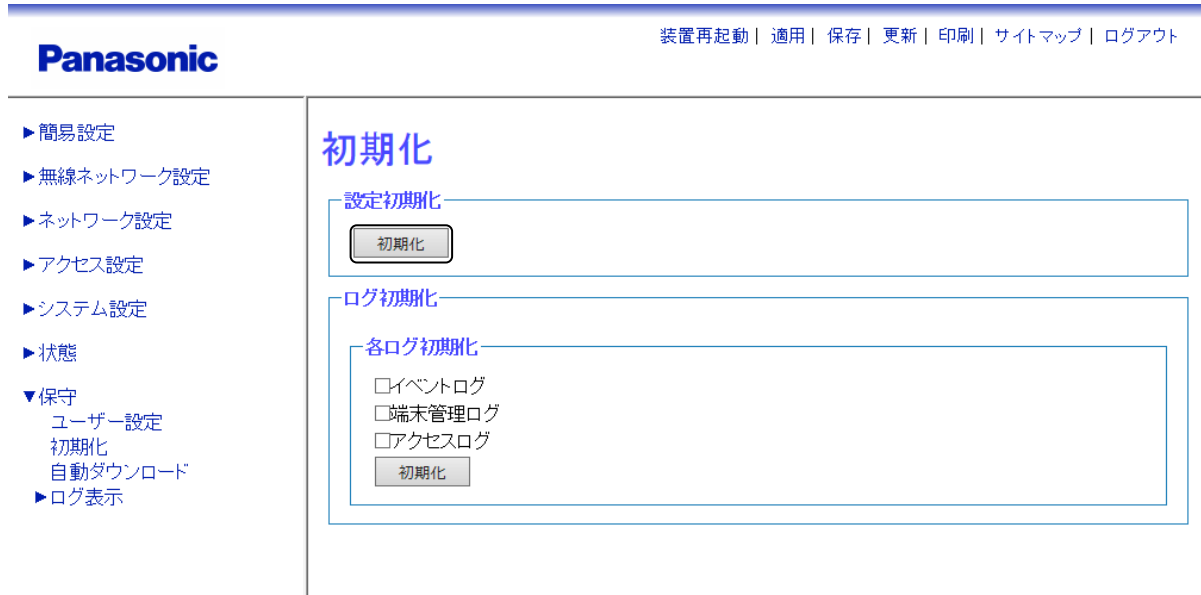 Panasonic
装置再起動| 適用| 保存| 更新| 印刷| サイトマップ| ログアウト
▶簡易設定
▶無線ネットワーク設定
▶ネットワーク設定
▶アクセス設定
▶システム設定
▶状態
▼保守
ユーザー設定
初期化
自動ダウンロード
▶ログ表示
初期化
設定初期化
初期化
ログ初期化
各ログ初期化
□イベントログ
□端末管理ログ
□アクセスログ
初期化